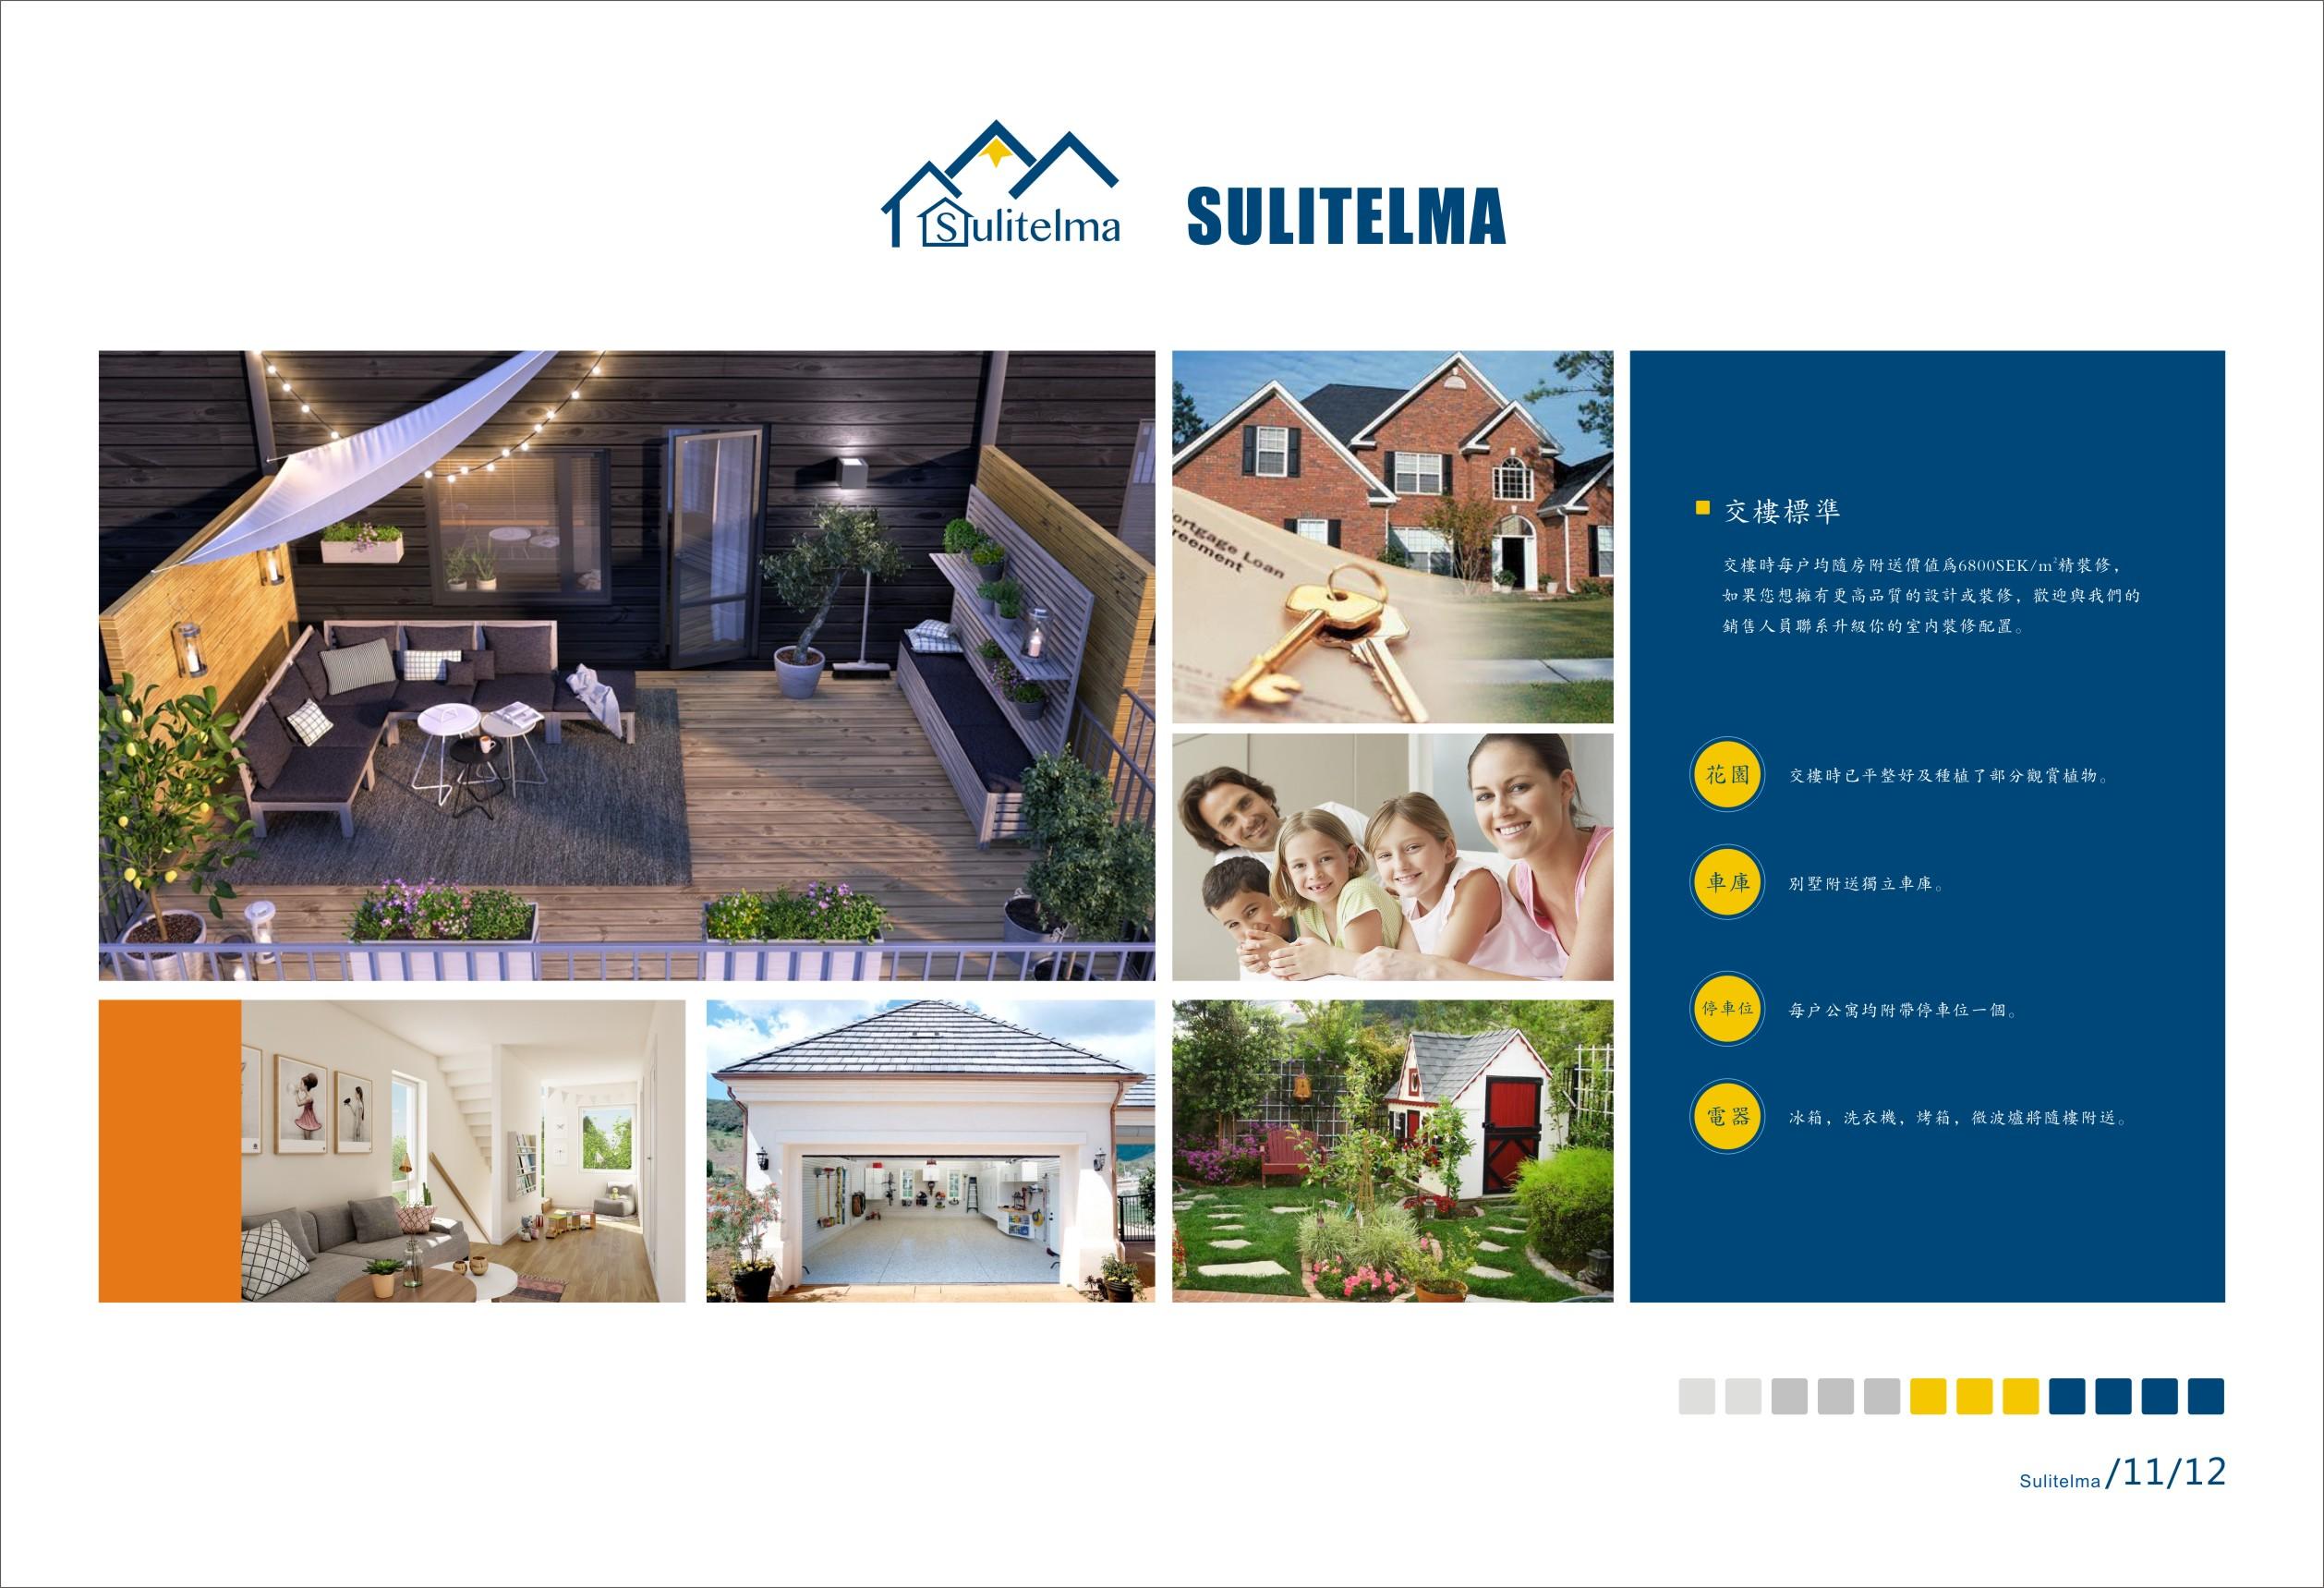 Sulitelma
SULITELMA
ortgage Loan
reement
交樓標準
交樓時每户均隨房附送價值爲6800SEK/m²精裝修，
如果您想擁有更高品質的設計或裝修，歡迎與我們的
銷售人員聯系升級你的室内裝修配置。
花園
交樓時已平整好及種植了部分觀賞植物。
車庫
別墅附送獨立車庫。
停車位
每户公寓均附帶停車位一個。
電器
冰箱，洗衣機，烤箱，微波爐將隨樓附送。
Sulitelma /11/12